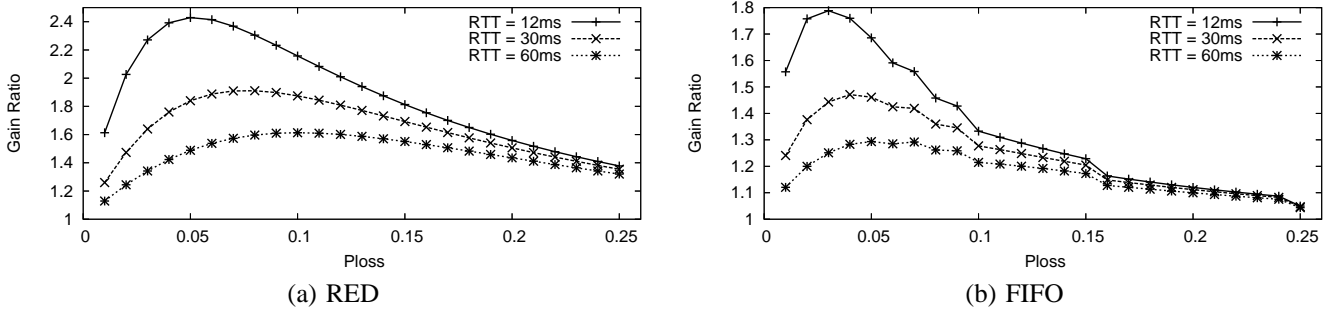 2.4
2.2
2
1.8
1.6
1.4
1.2
1
Gain Ratio
0
0.05
0.1
0.15
0.2
0.25
Ploss
RTT = 12ms
RTT = 30ms
RTT = 60ms
(a) RED
1.8
1.7
1.6
1.5
1.4
1.3
1.2
1.1
1
Gain Ratio
0
0.05
0.1
0.15
0.2
0.25
Ploss
RTT = 12ms
RTT = 30ms
RTT = 60ms
(b) FIFO